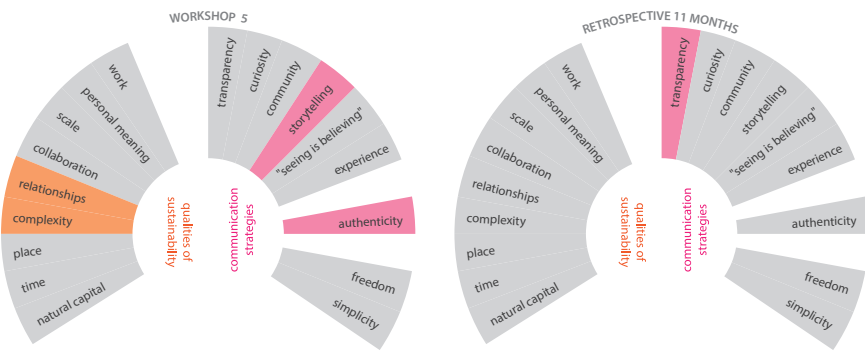 WORKSHOP 5
work
personal meaning
scale
collaboration
relationships
complexity
place
time
natural capital
qualities of
sustainability
transparency
curiosity
community
storytelling
"seeing is believing"
experience
authenticity
freedom
simplicity
communication
strategies
RETROSPECTIVE 11 MONTHS
work
personal meaning
scale
collaboration
relationships
complexity
place
time
natural capital
qualities of
sustainability
transparency
curiosity
community
storytelling
"seeing is believing"
experience
authenticity
freedom
simplicity
communication
strategies